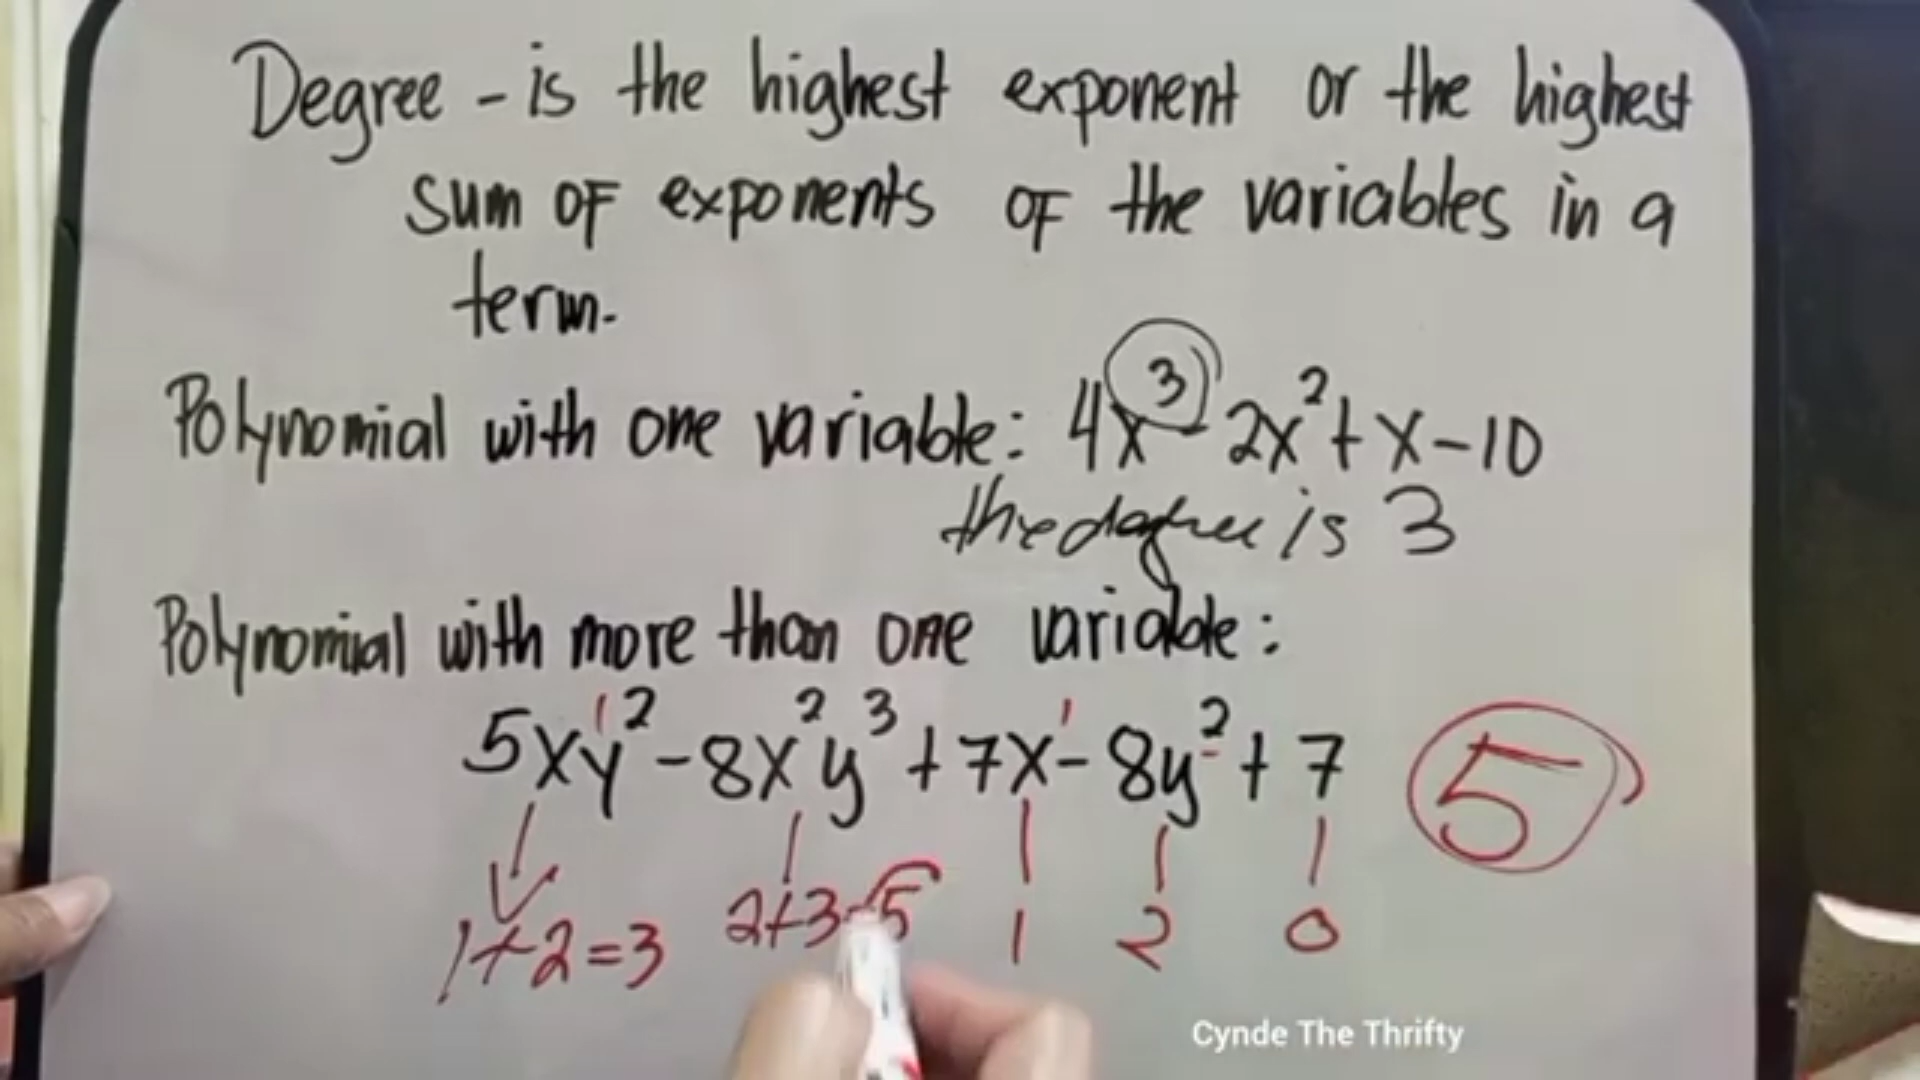 Degree - is the highest exponent or the highest
sum of exponents of the variables in a
term.
Polynomial with one variable: 4x³ - 2x² + x - 10
the degree is 3
Polynomial with more than one variable:
5x¹y² - 8x²y³ + 7x¹ - 8y² + 7 5
1+2=3 2+3=5 1 2 0
Cynde The Thrifty